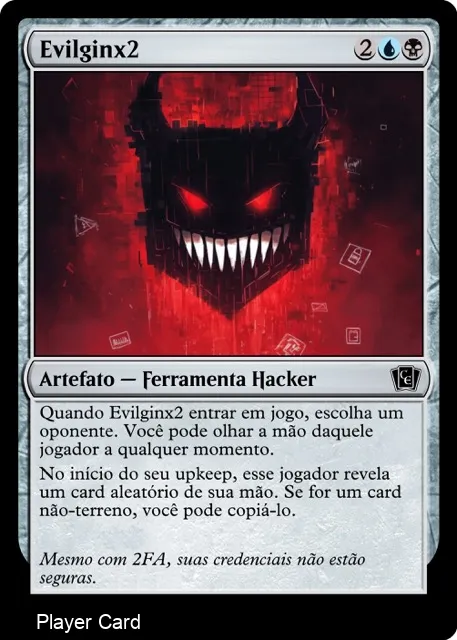 Evilginx2 2
Artefato — Ferramenta Hacker
Quando Evilginx2 entrar em jogo, escolha um
oponente. Você pode olhar a mão daquele
jogador a qualquer momento.
No início do seu upkeep, esse jogador revela
um card aleatório de sua mão. Se for um card
não-terreno, você pode copiá-lo.
Mesmo com 2FA, suas credenciais não estão
seguras.
Player Card